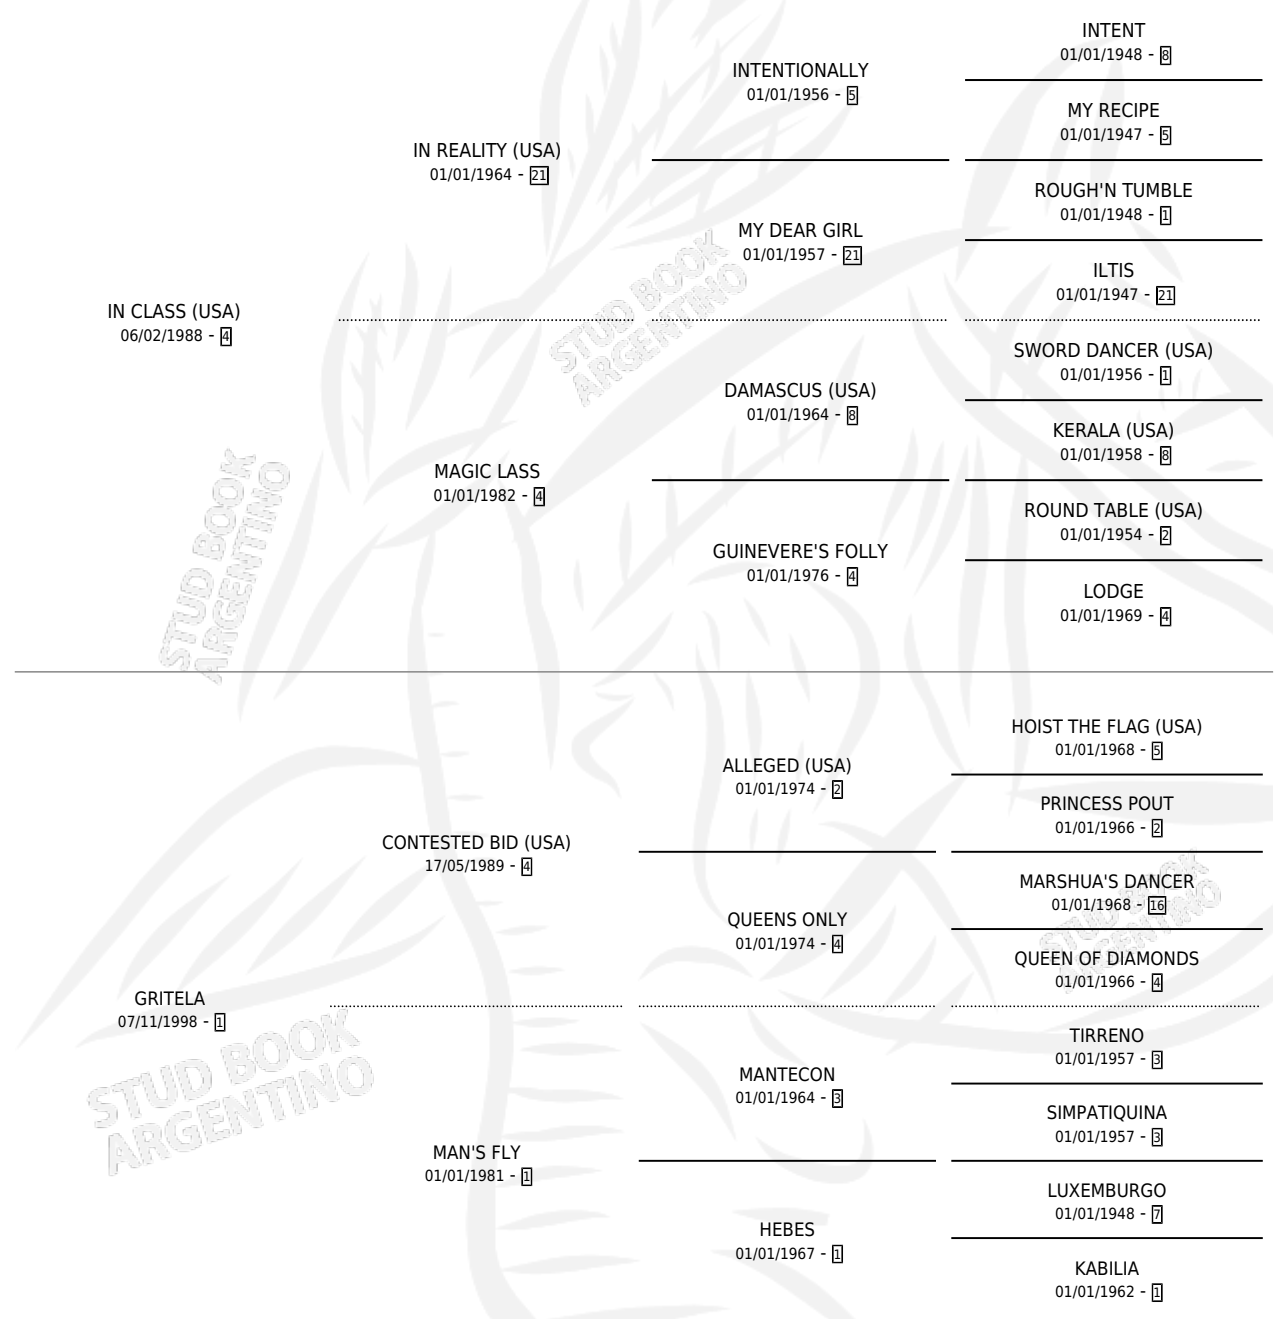 INTENT
01/01/1948 - 8
INTENTIONALLY
01/01/1956 - 5
MY RECIPE
01/01/1947 - 5
IN REALITY (USA)
01/01/1964 - 21
ROUGH'N TUMBLE
01/01/1948 - 1
MY DEAR GIRL
01/01/1957 - 21
ILTIS
01/01/1947 - 21
IN CLASS (USA)
06/02/1988 - 4
STUD BOOK
ARGENTINO
SWORD DANCER (USA)
01/01/1956 - 1
DAMASCUS (USA)
01/01/1964 - 8
KERALA (USA)
01/01/1958 - 8
MAGIC LASS
01/01/1982 - 4
STUD BOOK
ARGENTINO
ROUND TABLE (USA)
01/01/1954 - 2
GUINEVERE'S FOLLY
01/01/1976 - 4
LODGE
01/01/1969 - 4
HOIST THE FLAG (USA)
01/01/1968 - 5
ALLEGED (USA)
01/01/1974 - 2
PRINCESS POUT
01/01/1966 - 2
CONTESTED BID (USA)
17/05/1989 - 4
MARSHUA'S DANCER
01/01/1968 - 16
STUD BOOK
ARGENTINO
QUEENS ONLY
01/01/1974 - 4
QUEEN OF DIAMONDS
01/01/1966 - 4
GRITELA
07/11/1998 - 1
STUD BOOK
ARGENTINO
TIRRENO
01/01/1957 - 3
MANTECON
01/01/1964 - 3
SIMPATIQUINA
01/01/1957 - 3
MAN'S FLY
01/01/1981 - 1
LUXEMBURGO
01/01/1948 - 7
HEBES
01/01/1967 - 1
KABILIA
01/01/1962 - 1